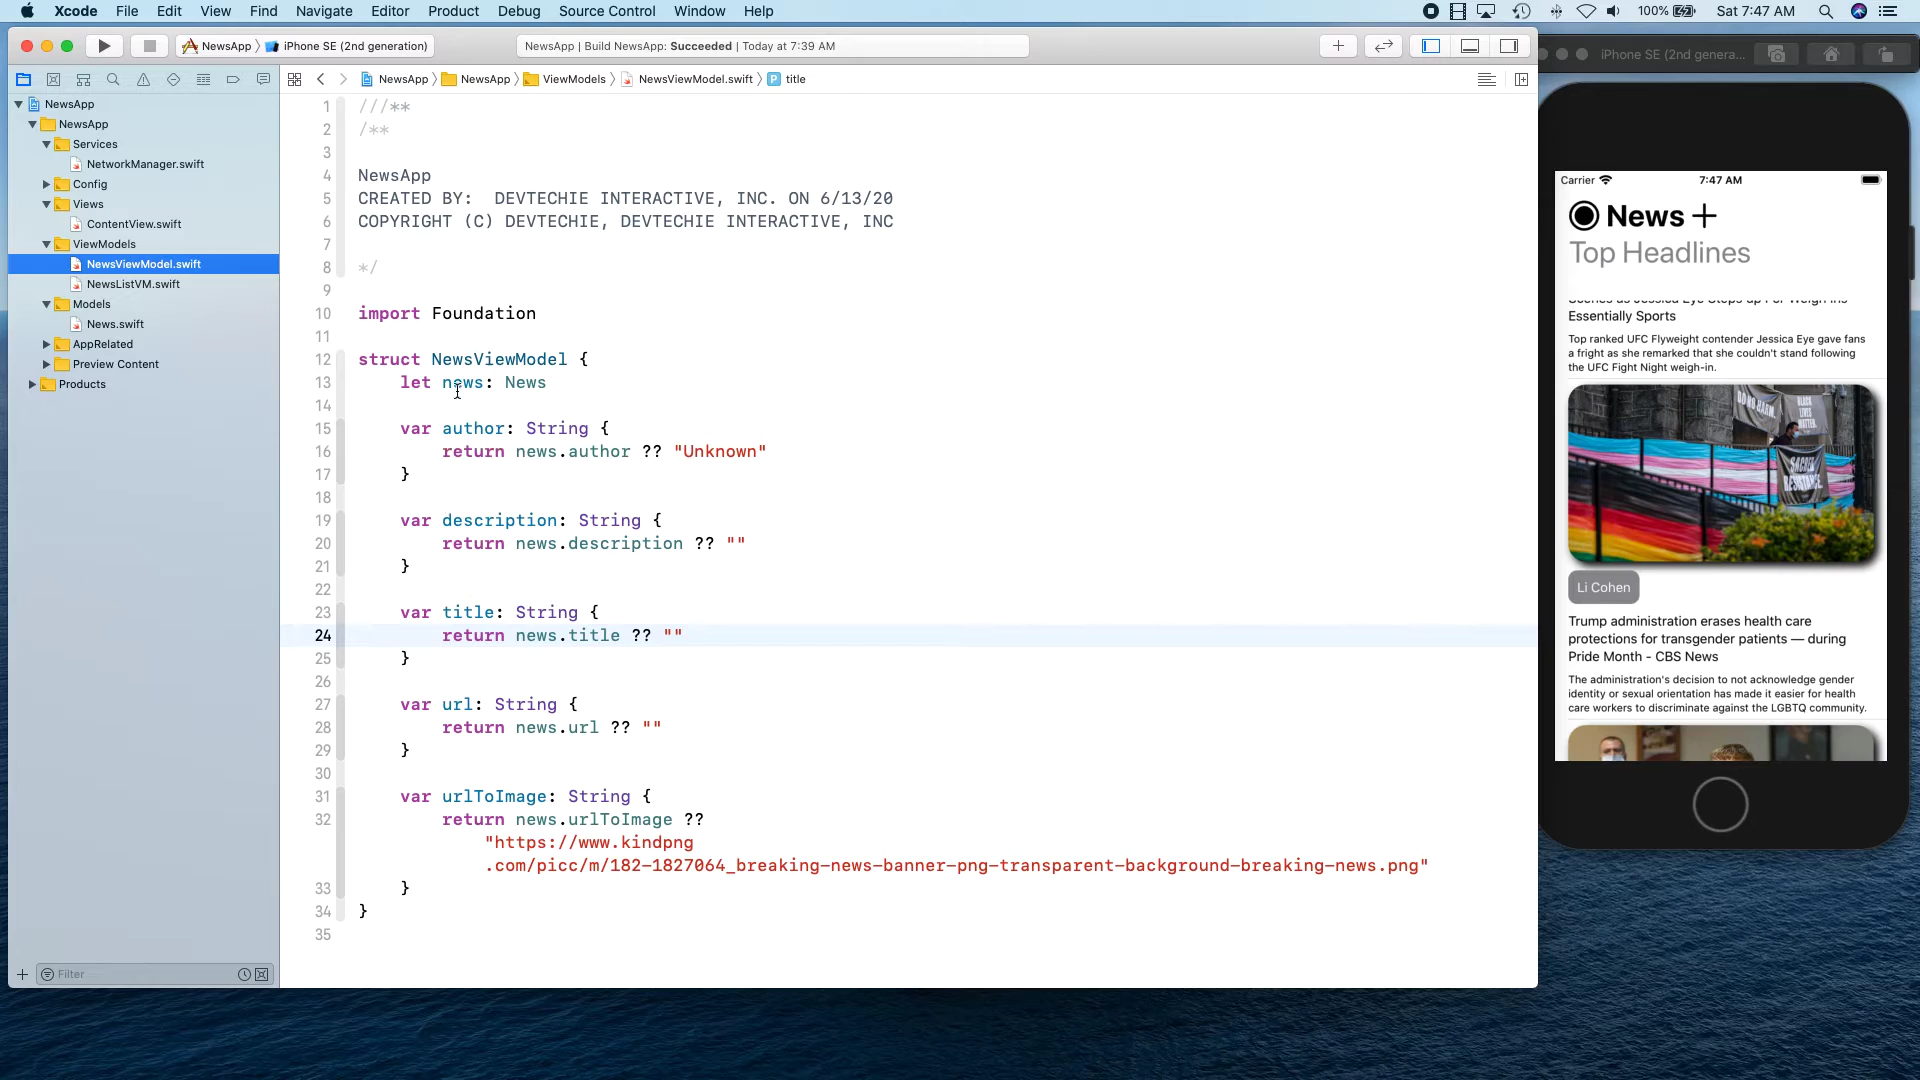 Xcode File Edit View Find Navigate Editor Product Debug Source Control Window Help 100% Sat 7:47 AM
NewsApp iPhone SE (2nd generation) NewsApp | Build NewsApp: Succeeded | Today at 7:39 AM
iPhone SE (2nd genera...
NewsApp NewsApp ViewModels NewsViewModel.swift P title
NewsApp
NewsApp
Services
NetworkManager.swift
Config
Views
ContentView.swift
ViewModels
NewsViewModel.swift
NewsListVM.swift
Models
News.swift
AppRelated
Preview Content
Products
Filter
1 ///**
2 /**
3
4 NewsApp
5 CREATED BY:  DEVTECHIE INTERACTIVE, INC. ON 6/13/20
6 COPYRIGHT (C) DEVTECHIE, DEVTECHIE INTERACTIVE, INC
7
8 */
9
10 import Foundation
11
12 struct NewsViewModel {
13 let news: News
14
15 var author: String {
16 return news.author ?? "Unknown"
17 }
18
19 var description: String {
20 return news.description ?? ""
21 }
22
23 var title: String {
24 return news.title ?? ""
25 }
26
27 var url: String {
28 return news.url ?? ""
29 }
30
31 var urlToImage: String {
32 return news.urlToImage ??
"https://www.kindpng
.com/picc/m/182-1827064_breaking-news-banner-png-transparent-background-breaking-news.png"
33 }
34 }
35
Carrier 7:47 AM
News +
Top Headlines
Essentially Sports
Top ranked UFC Flyweight contender Jessica Eye gave fans
a fright as she remarked that she couldn't stand following
the UFC Fight Night weigh-in.
BLACK
LIVES
MATTER.
SACRED
RESISTANCE.
Li Cohen
Trump administration erases health care
protections for transgender patients — during
Pride Month - CBS News
The administration's decision to not acknowledge gender
identity or sexual orientation has made it easier for health
care workers to discriminate against the LGBTQ community.